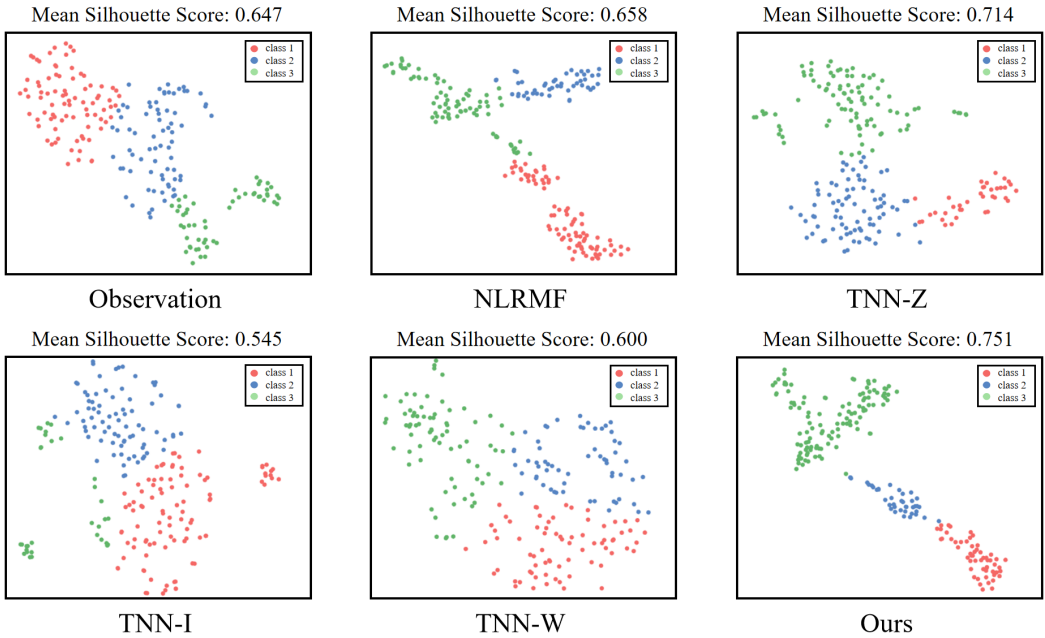 Mean Silhouette Score: 0.647
class 1
class 2
class 3
Observation
Mean Silhouette Score: 0.658
class 1
class 2
class 3
NLRMF
Mean Silhouette Score: 0.714
class 1
class 2
class 3
TNN-Z
Mean Silhouette Score: 0.545
class 1
class 2
class 3
TNN-I
Mean Silhouette Score: 0.600
class 1
class 2
class 3
TNN-W
Mean Silhouette Score: 0.751
class 1
class 2
class 3
Ours